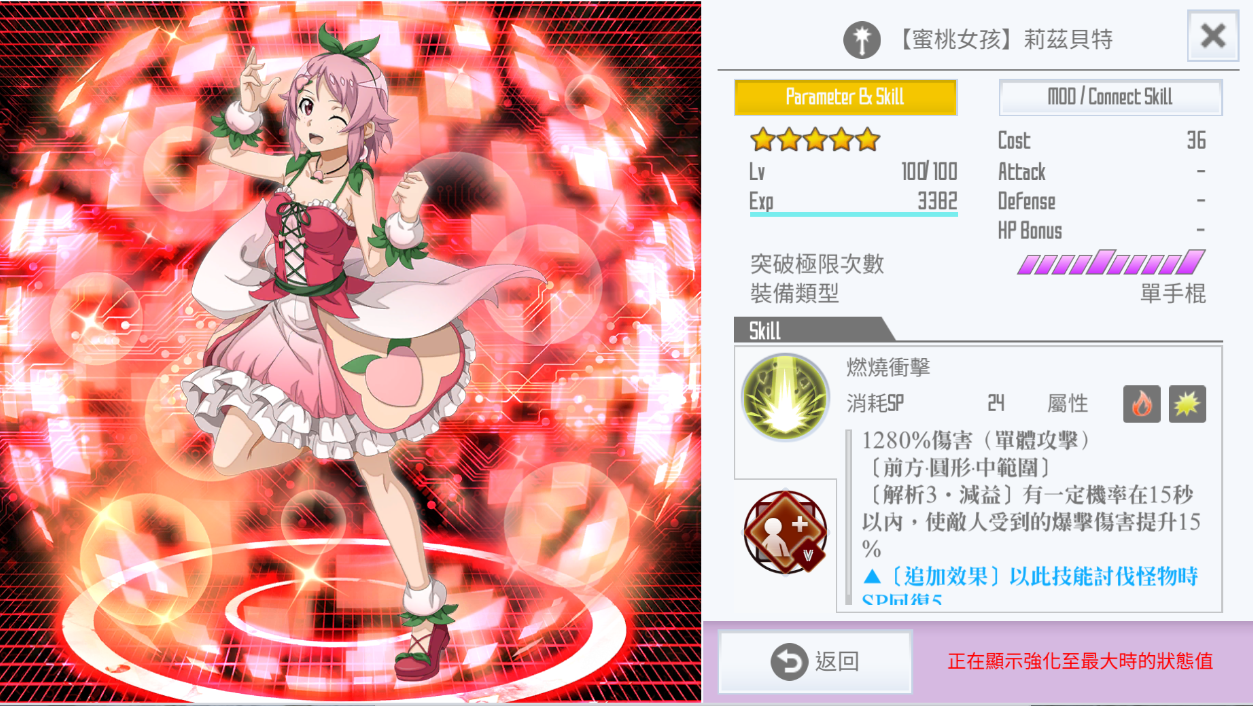 【蜜桃女孩】莉茲貝特
Parameter & Skill
MOD / Connect Skill
Lv 100/100
Exp 3382
Cost 36
Attack -
Defense -
HP Bonus -
突破極限次數
裝備類型 單手棍
Skill
燃燒衝擊
消耗SP 24 屬性
1280%傷害（單體攻擊）
〔前方·圓形·中範圍〕
〔解析3・減益〕有一定機率在15秒
以內，使敵人受到的爆擊傷害提升15
%
▲〔追加效果〕以此技能討伐怪物時
SP回復5
V
返回
正在顯示強化至最大時的狀態值